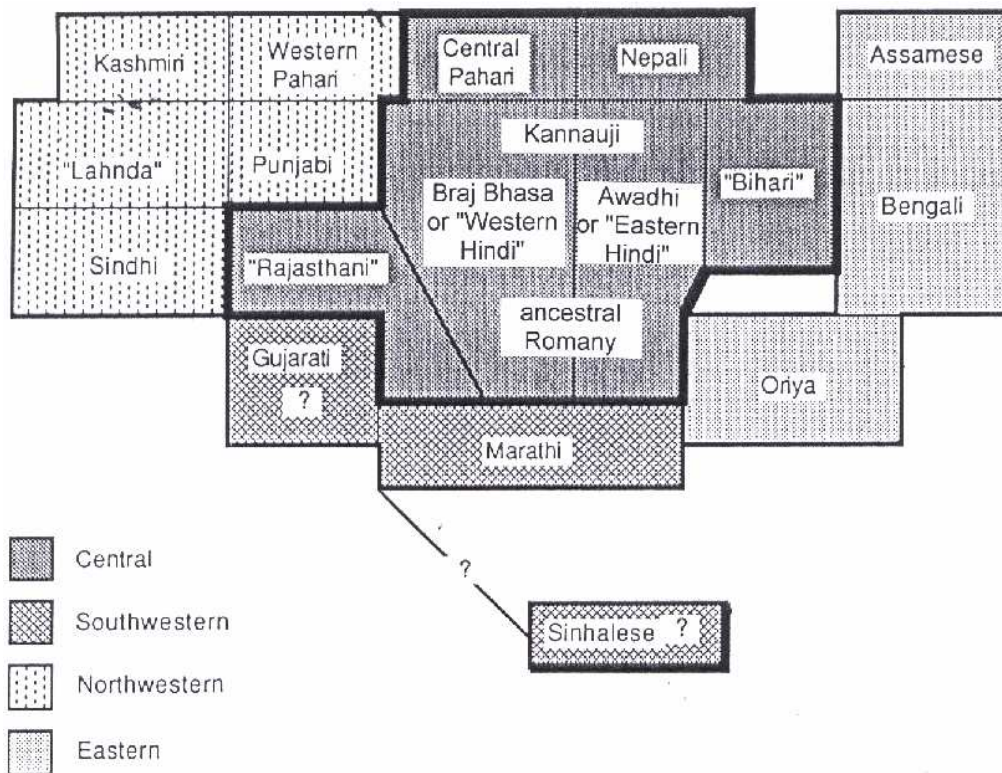 Kashmiri
Western
Pahari
Central
Pahari
Nepali
Assamese
"Lahnda"
Punjabi
Kannauji
Braj Bhasa
or "Western
Hindi"
Awadhi
or "Eastern
Hindi"
"Bihari"
Bengali
Sindhi
"Rajasthani"
ancestral
Romany
Gujarati
?
Oriya
Marathi
?
Sinhalese ?
Central
Southwestern
Northwestern
Eastern